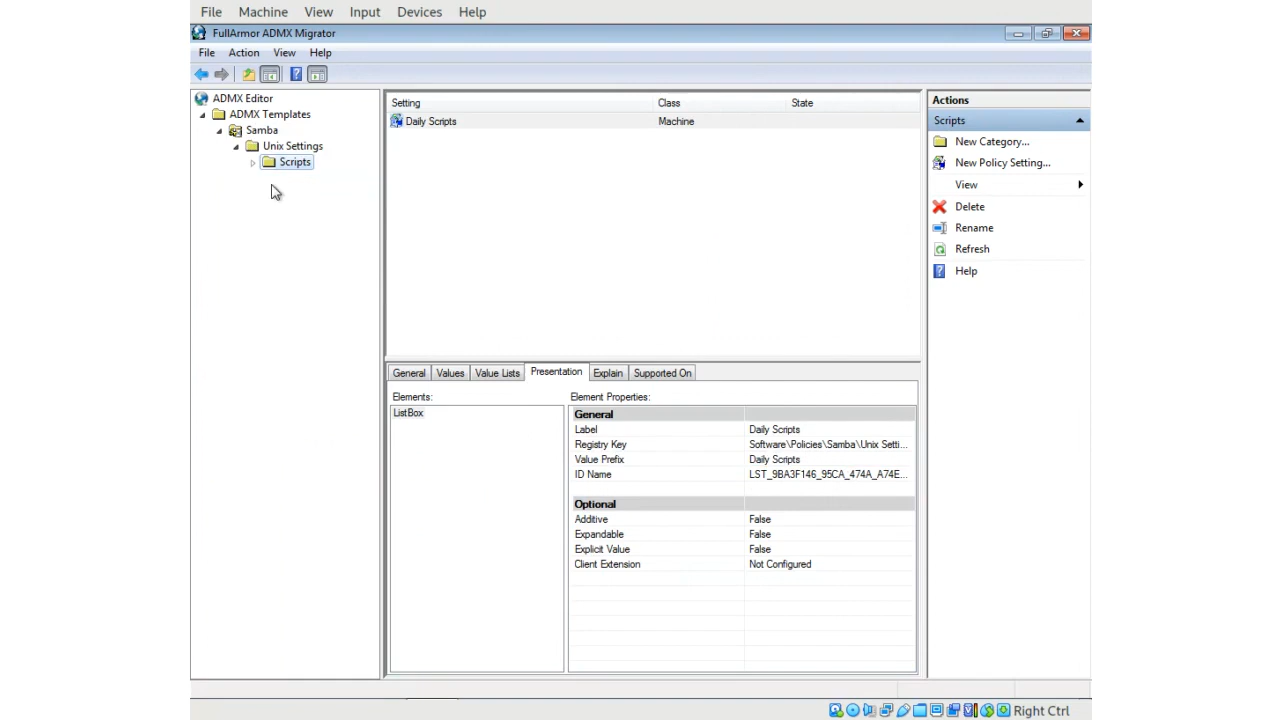 File Machine View Input Devices Help
FullArmor ADMX Migrator
File Action View Help
ADMX Editor
ADMX Templates
Samba
Unix Settings
Scripts
Setting Class State
Daily Scripts Machine
Actions
Scripts
New Category...
New Policy Setting...
View
Delete
Rename
Refresh
Help
General Values Value Lists Presentation Explain Supported On
Elements:
ListBox
Element Properties:
General
Label Daily Scripts
Registry Key Software\Policies\Samba\Unix Setti...
Value Prefix Daily Scripts
ID Name LST_9BA3F146_95CA_474A_A74E...
Optional
Additive False
Expandable False
Explicit Value False
Client Extension Not Configured
Right Ctrl